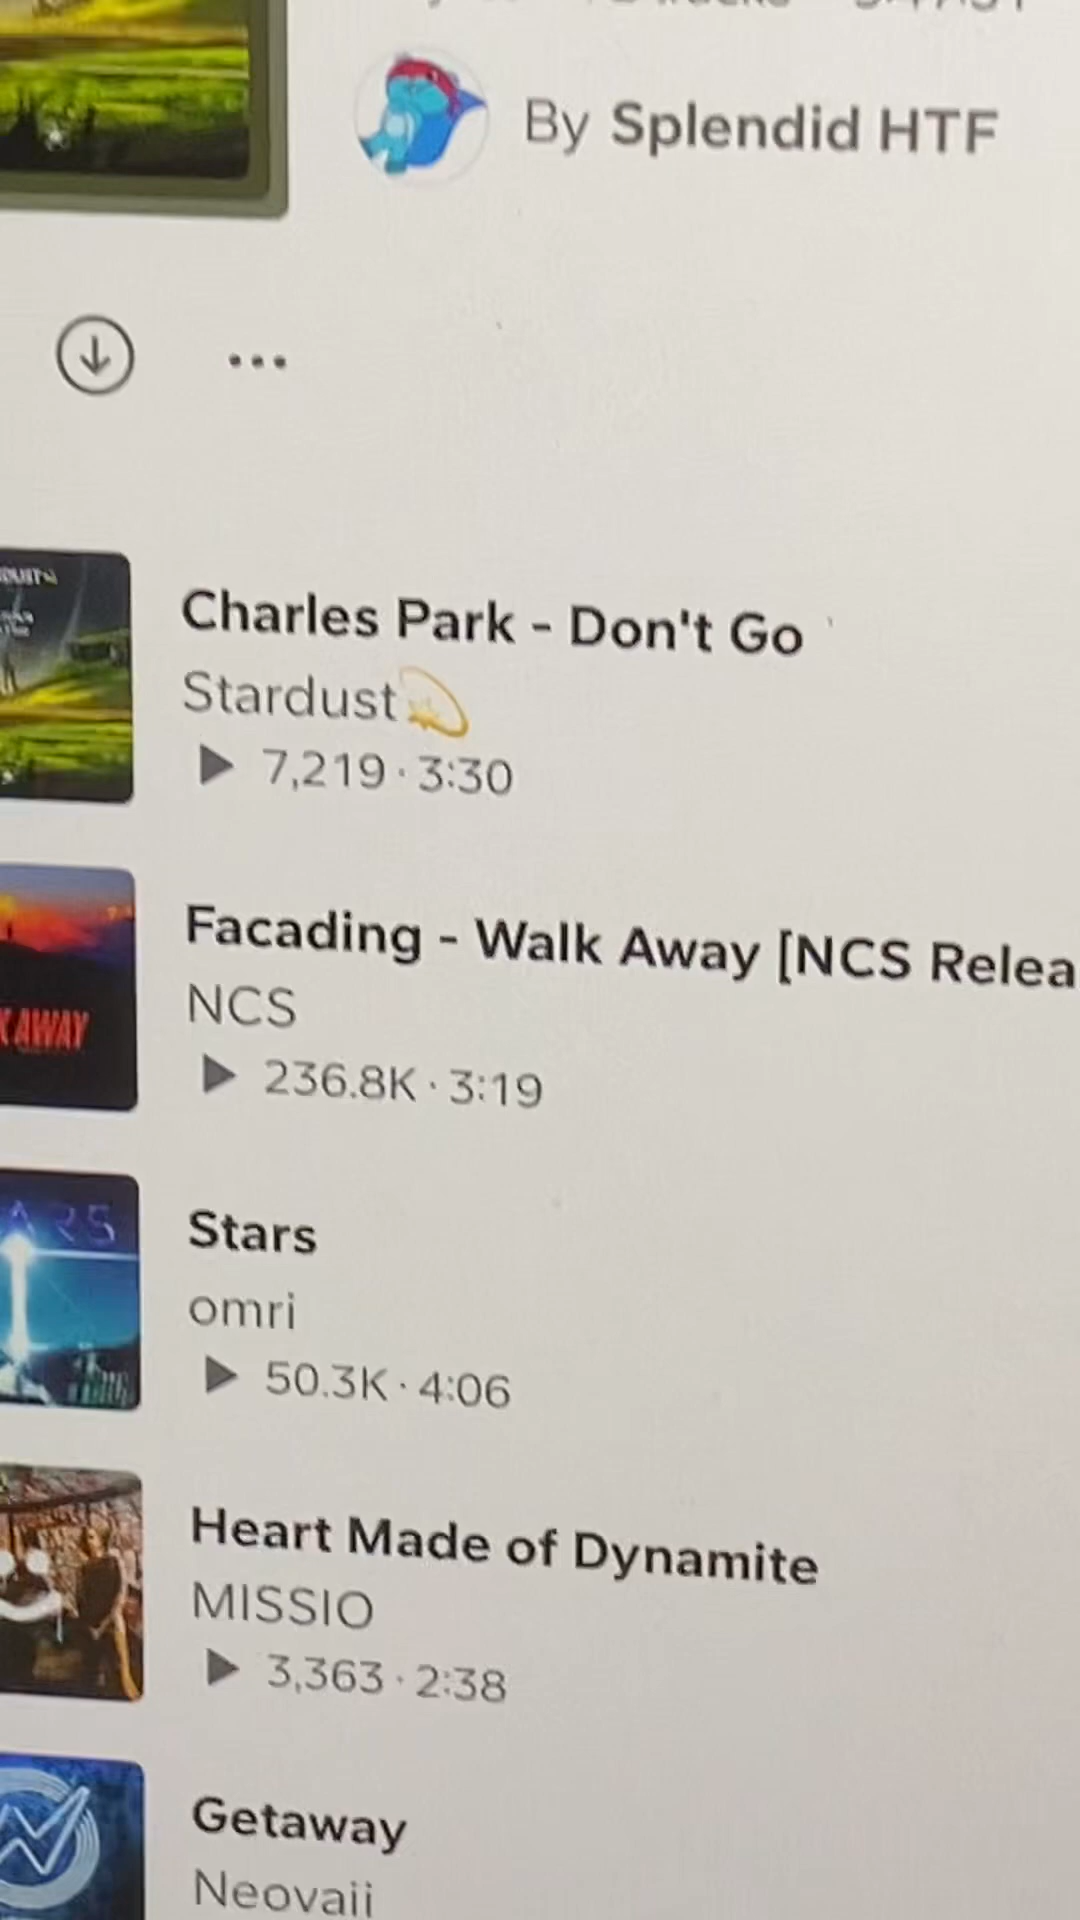 By Splendid HTF
Charles Park - Don't Go
Stardust💫
7,219 · 3:30
Facading - Walk Away [NCS Relea
NCS
236.8K · 3:19
K AWAY
Stars
omri
50.3K · 4:06
Heart Made of Dynamite
MISSIO
3,363 · 2:38
Getaway
Neovaii